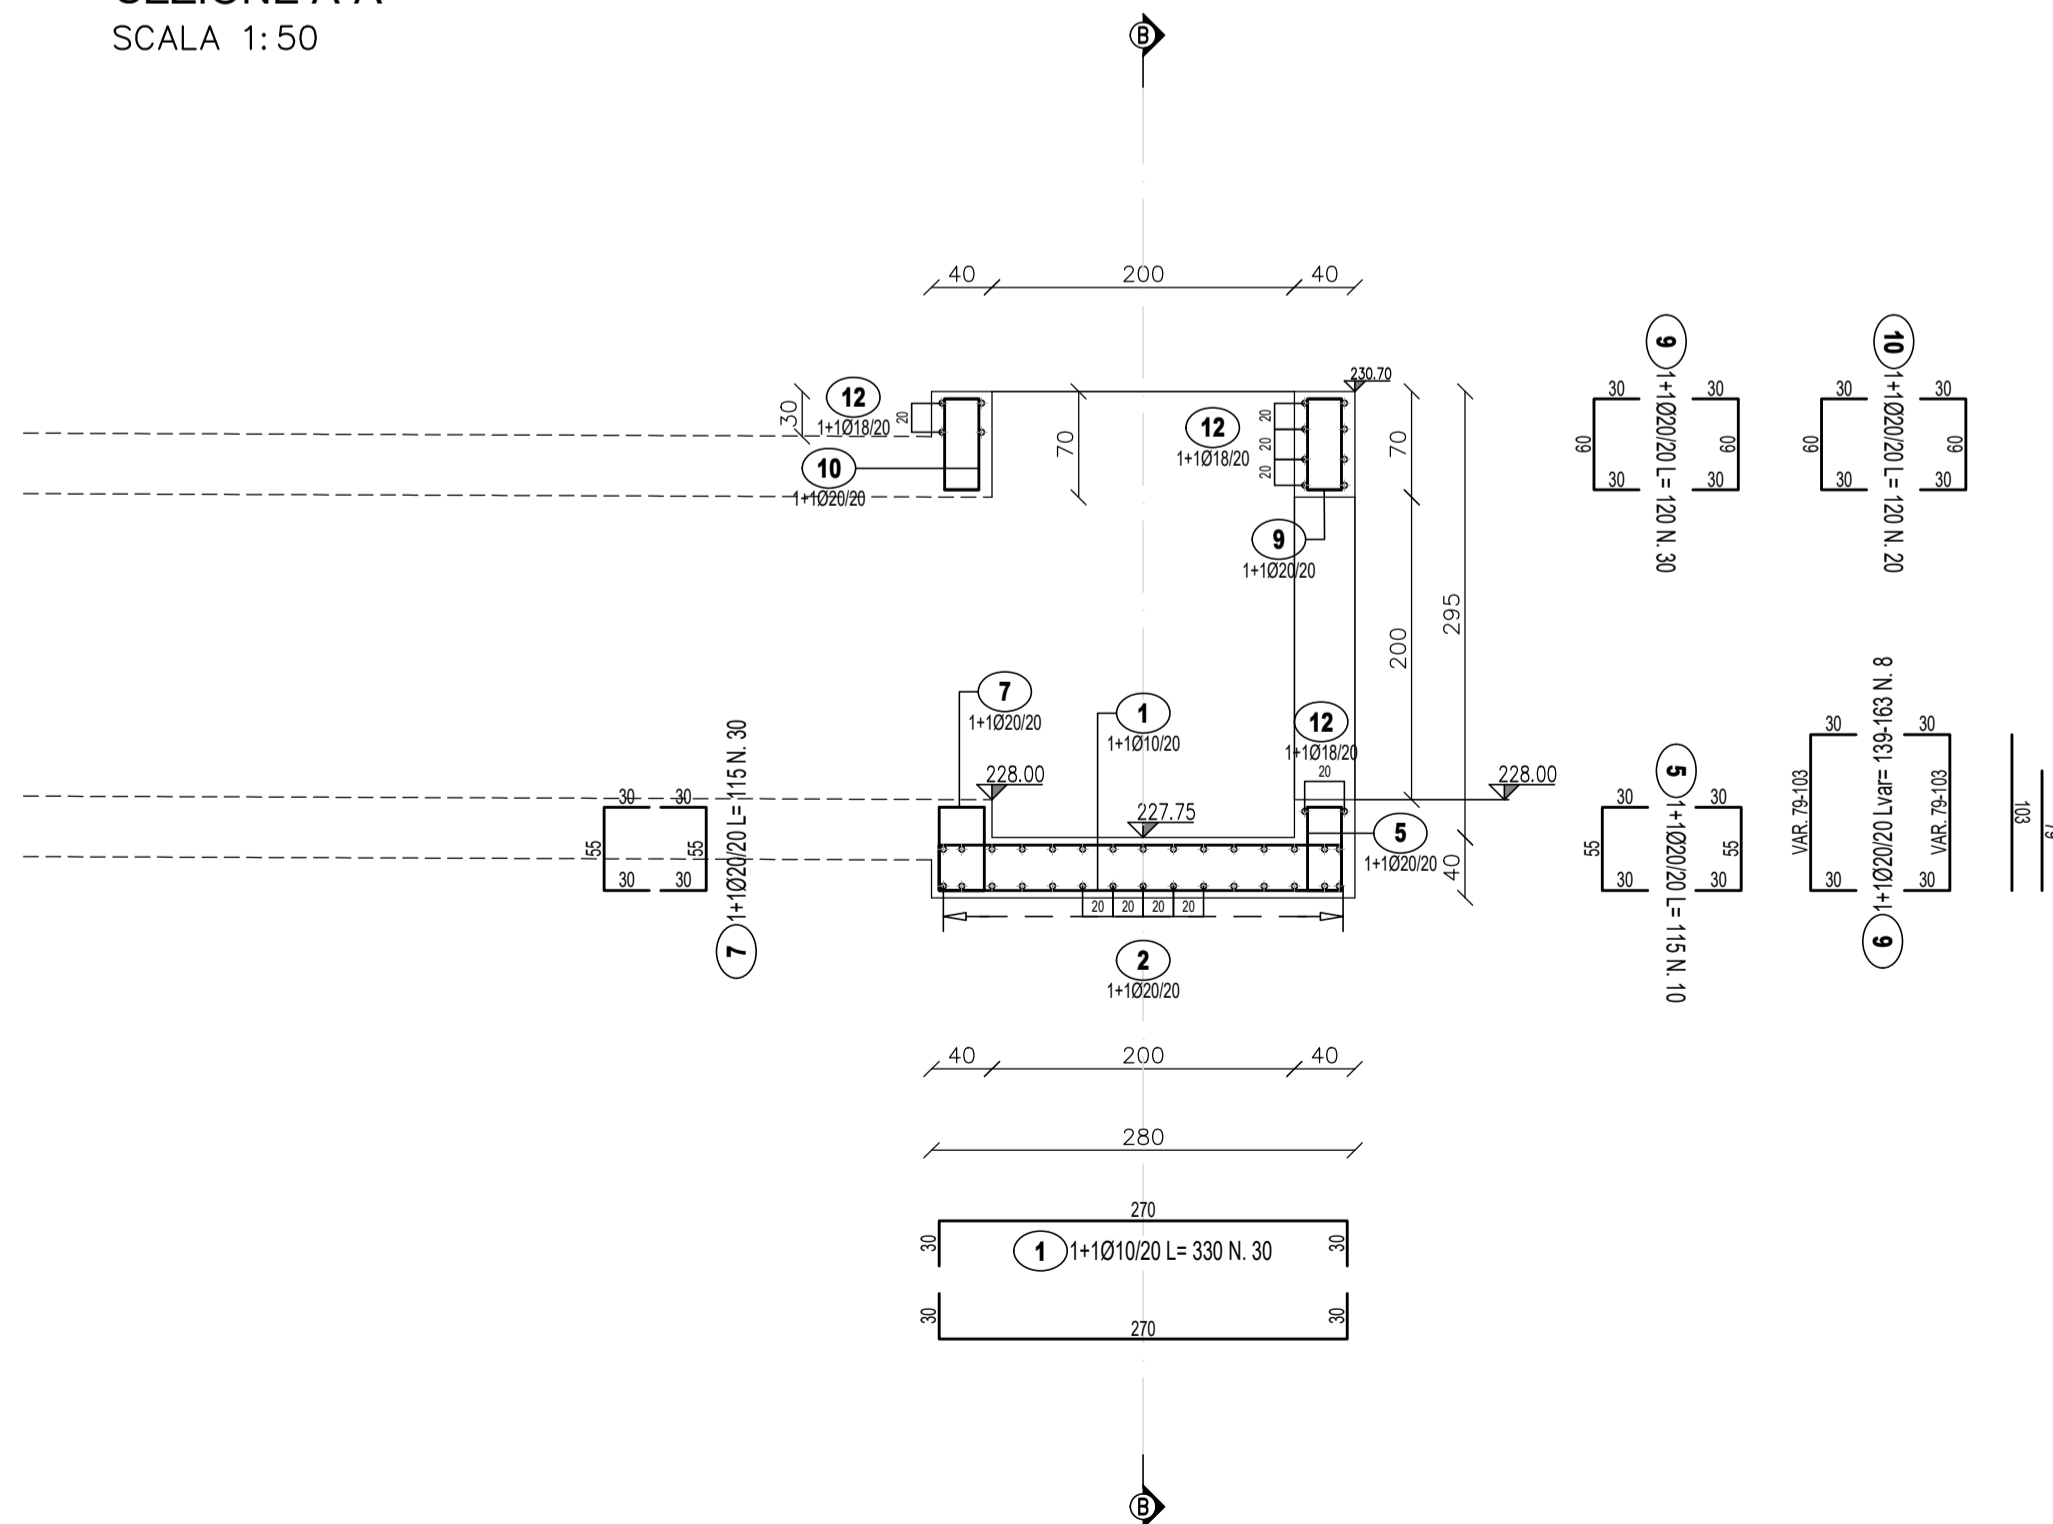 SEZIONE A-A
SCALA 1:50
B
40 200 40
230.70
30
12
1+1Ø18/20
20
10
1+1Ø20/20
70
12
1+1Ø18/20
20
20
20
9
1+1Ø20/20
70
200
295
40
9 1+1Ø20/20 L= 120 N. 30
30 30
60 60
30 30
10 1+1Ø20/20 L= 120 N. 20
30 30
60 60
30 30
7
1+1Ø20/20
1
1+1Ø10/20
12
1+1Ø18/20
20
228.00
227.75
228.00
5
1+1Ø20/20
7 1+1Ø20/20 L= 115 N. 30
30 30
55 55
30 30
5 1+1Ø20/20 L= 115 N. 10
30 30
55 55
30 30
6 1+1Ø20/20 Lvar= 139-163 N. 8
30 30
VAR. 79-103 VAR. 79-103
30 30
103
79
20 20 20 20
2
1+1Ø20/20
40 200 40
280
270
30 30
1 1+1Ø10/20 L= 330 N. 30
30 30
270
B